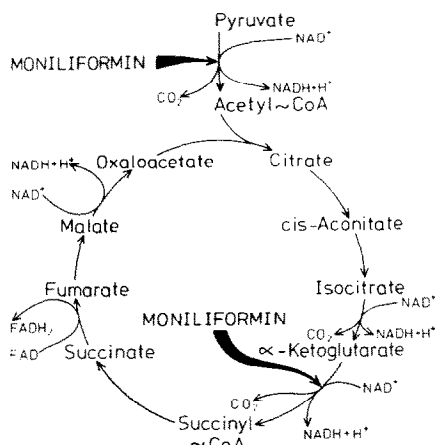 Pyruvate
NAD⁺
MONILIFORMIN
CO₂
NADH+H⁺
Acetyl~CoA
NADH+H⁺
Oxaloacetate
Citrate
NAD⁺
Malate
cis-Aconitate
Fumarate
Isocitrate
NAD⁺
MONILIFORMIN
CO₂
NADH+H⁺
FADH₂
∝-Ketoglutarate
FAD
Succinate
NAD⁺
CO₂
Succinyl
~CoA
NADH+H⁺